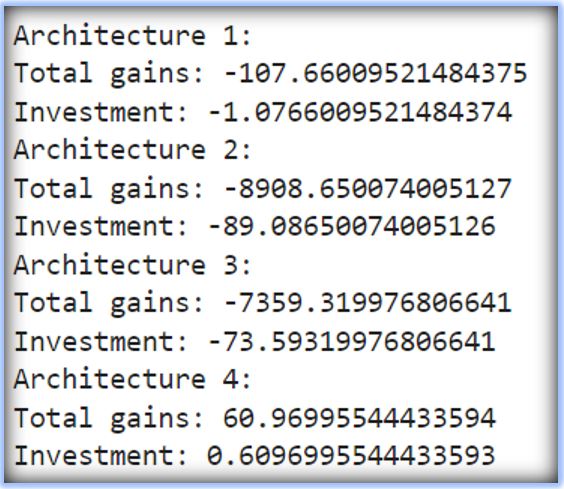 Architecture 1:
Total gains: -107.66009521484375
Investment: -1.0766009521484374
Architecture 2:
Total gains: -8908.650074005127
Investment: -89.08650074005126
Architecture 3:
Total gains: -7359.319976806641
Investment: -73.59319976806641
Architecture 4:
Total gains: 60.96995544433594
Investment: 0.6096995544433593